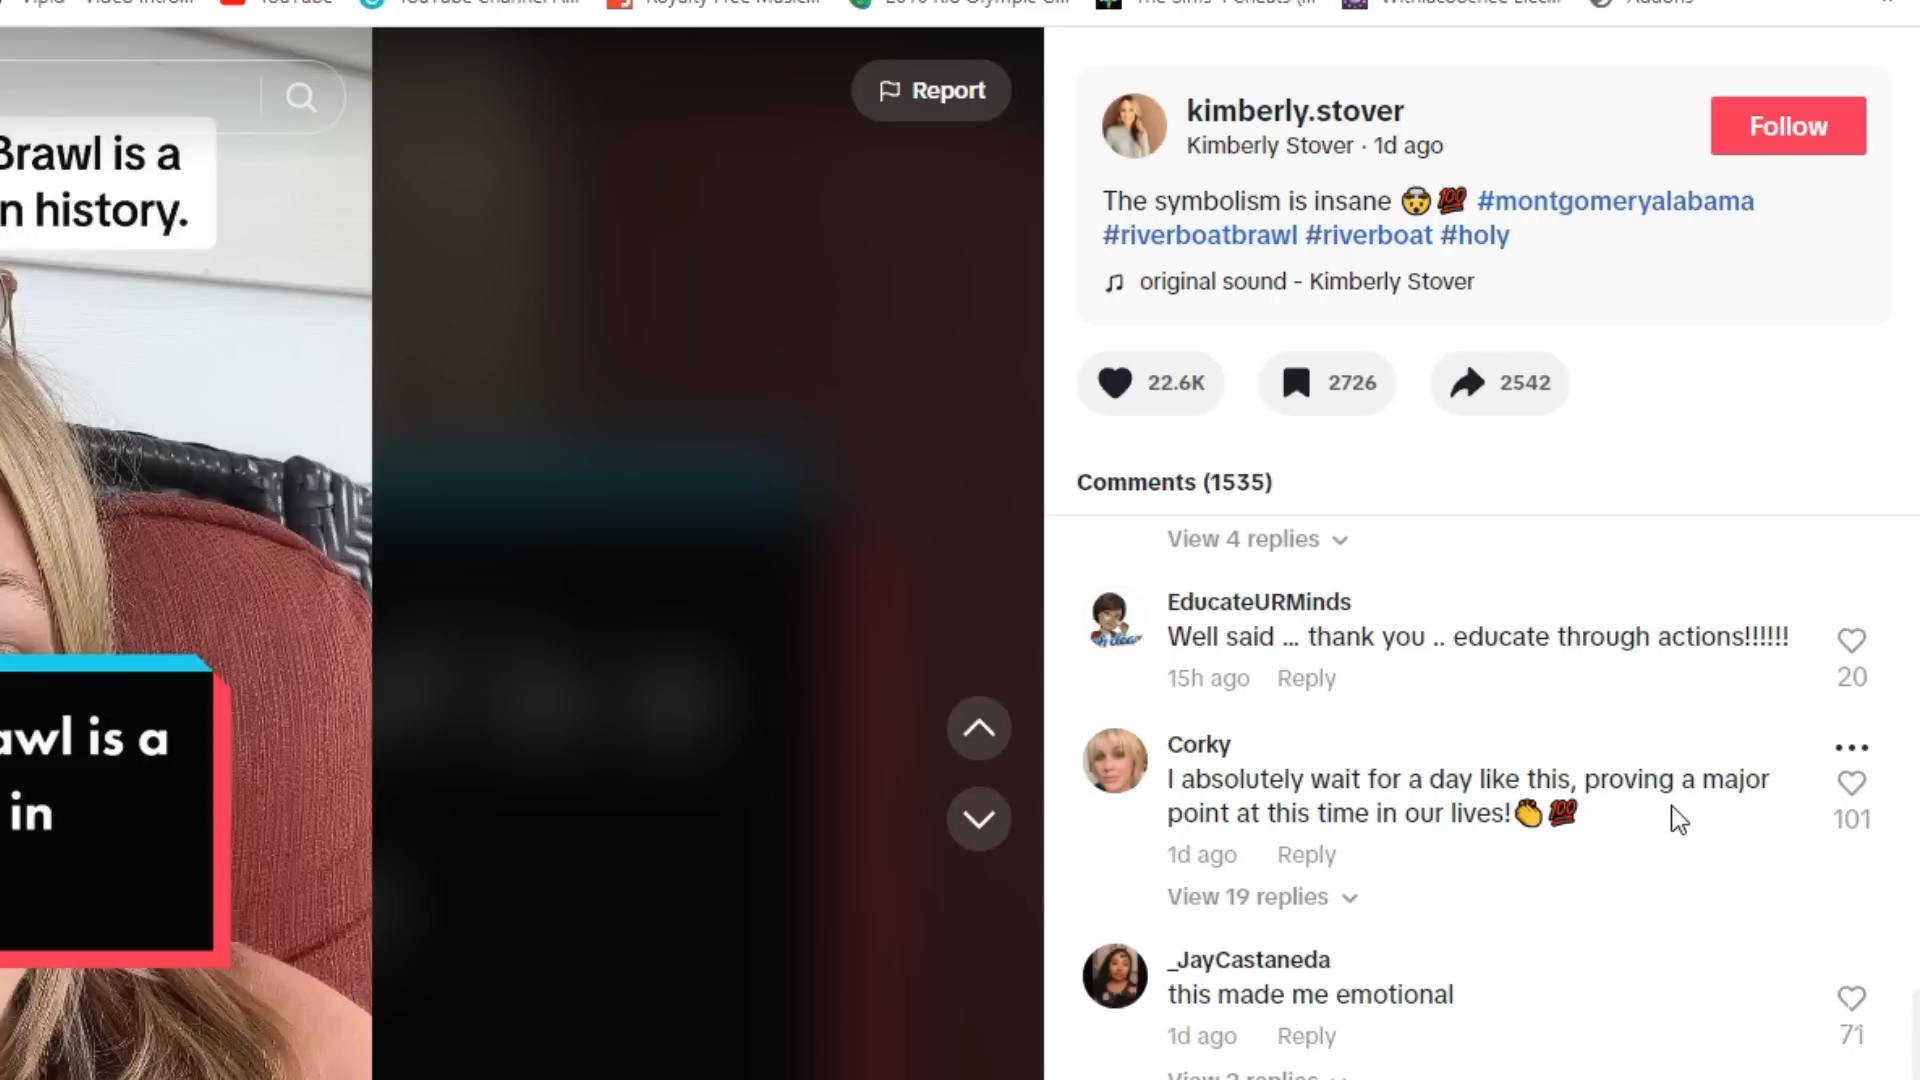 YouTube
Report
Brawl is a
n history.
awl is a
in
kimberly.stover
Kimberly Stover · 1d ago
Follow
The symbolism is insane 🤯💯 #montgomeryalabama
#riverboatbrawl #riverboat #holy
original sound - Kimberly Stover
22.6K
2726
2542
Comments (1535)
View 4 replies
EducateURMinds
Well said ... thank you .. educate through actions!!!!!!
20
15h ago Reply
Corky
I absolutely wait for a day like this, proving a major
point at this time in our lives!👏💯
101
1d ago Reply
View 19 replies
_JayCastaneda
this made me emotional
71
1d ago Reply